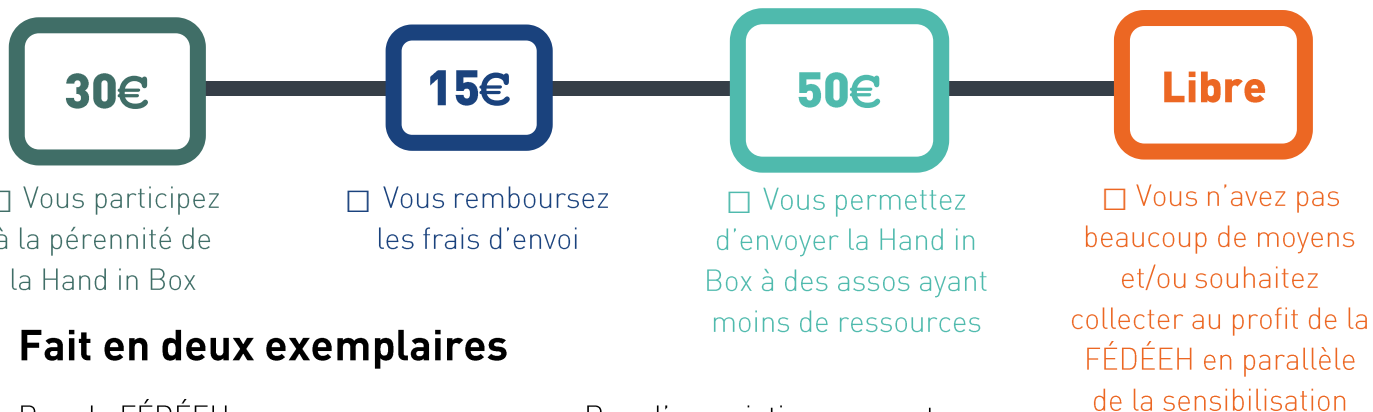 30€
15€
50€
Libre
□ Vous participez
à la pérennité de
la Hand in Box
□ Vous remboursez
les frais d'envoi
□ Vous permettez
d'envoyer la Hand in
Box à des assos ayant
moins de ressources
□ Vous n'avez pas
beaucoup de moyens
et/ou souhaitez
collecter au profit de la
FÉDÉEH en parallèle
de la sensibilisation
Fait en deux exemplaires
FÉDÉEH